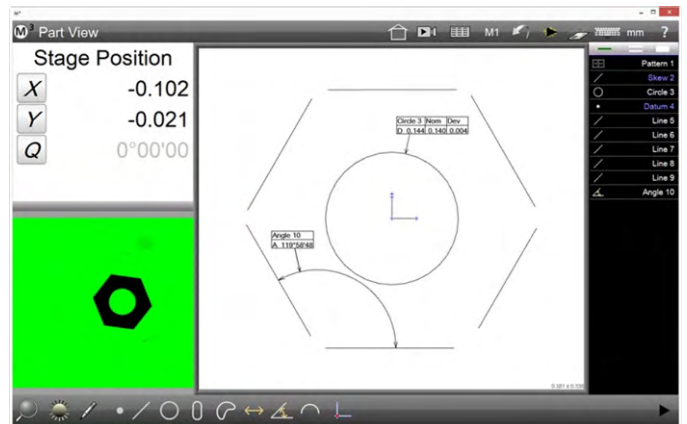 M³ Part View
M1
mm
?
Stage Position
X -0.102
Y -0.021
Q 0°00'00
Circle 3 Nom Dev
D 0.144 0.140 0.004
Angle 10
A 119°58'48
Pattern 1
Skew 2
Circle 3
Datum 4
Line 5
Line 6
Line 7
Line 8
Line 9
Angle 10